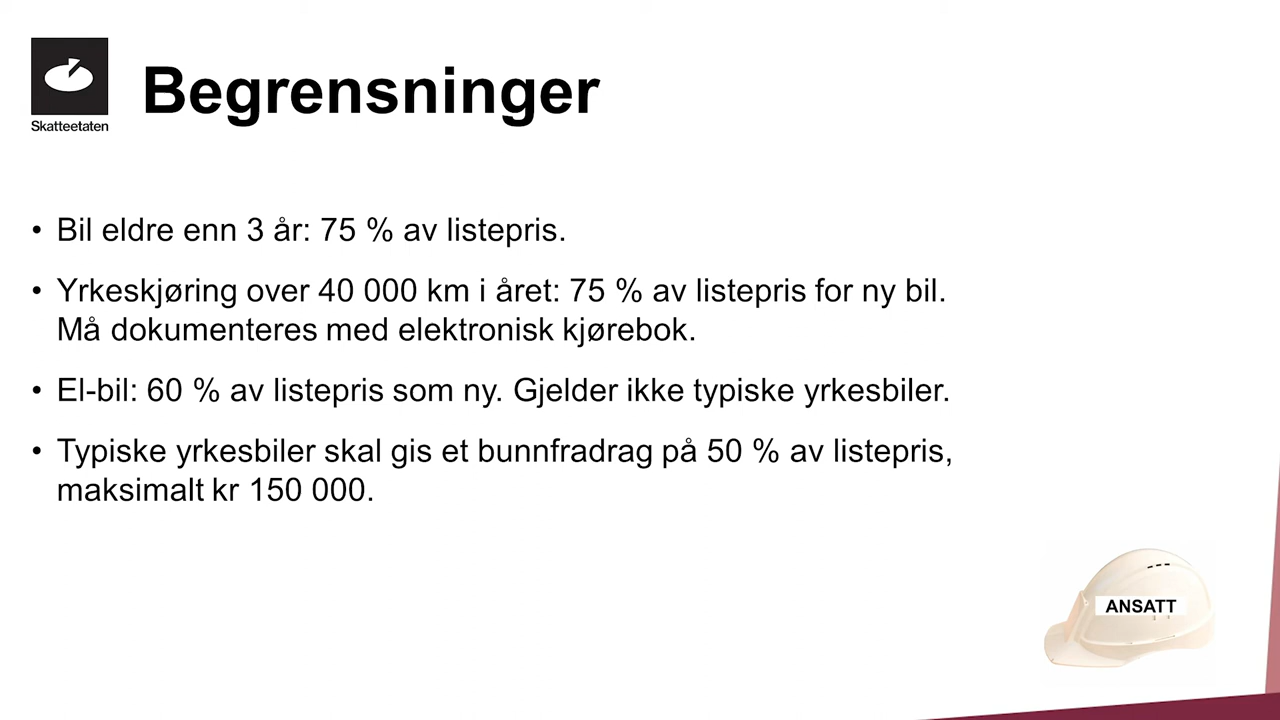 Skatteetaten
Begrensninger
• Bil eldre enn 3 år: 75 % av listepris.
• Yrkeskjøring over 40 000 km i året: 75 % av listepris for ny bil.
Må dokumenteres med elektronisk kjørebok.
• El-bil: 60 % av listepris som ny. Gjelder ikke typiske yrkesbiler.
• Typiske yrkesbiler skal gis et bunnfradrag på 50 % av listepris,
maksimalt kr 150 000.
ANSATT